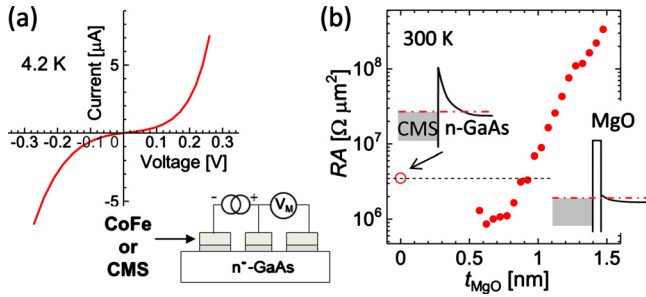 (a)
4.2 K
Current [μA]
5
-0.3 -0.2 -0.1 0 0.1 0.2 0.3
Voltage [V]
-5
- +
V_M
CoFe
or
CMS
n⁻-GaAs
(b)
300 K
RA [Ω μm²]
10⁸
10⁷
10⁶
CMS n-GaAs
MgO
0 0.5 1 1.5
t_MgO [nm]